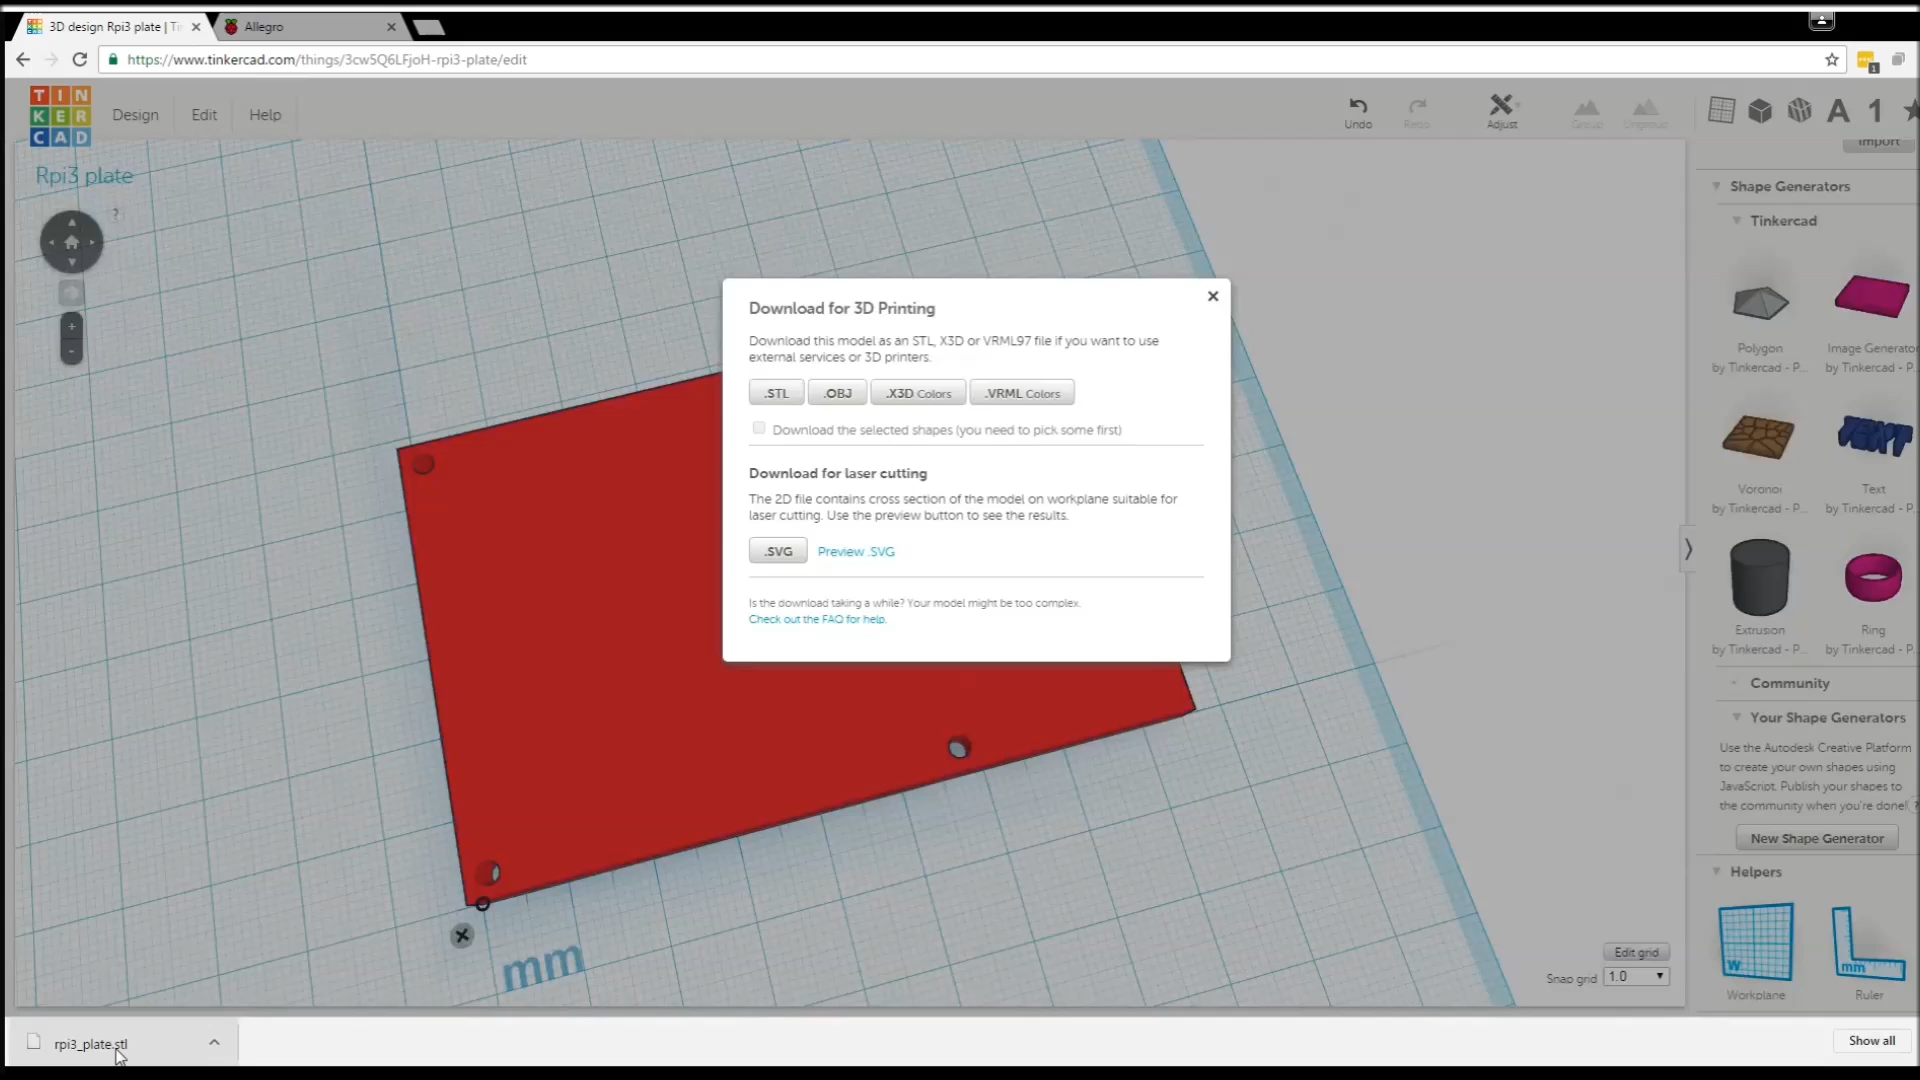 3D design Rpi3 plate | Ti
Allegro
https://www.tinkercad.com/things/3cw5Q6LFjoH-rpi3-plate/edit
1
TIN
KER
CAD
Design
Edit
Help
Undo
Redo
Adjust
Group
Ungroup
A
1
Import
Rpi3 plate
?
Shape Generators
Tinkercad
Polygon
by Tinkercad - P...
Image Generator
by Tinkercad - P...
Voronoi
by Tinkercad - P...
TEXT
Text
by Tinkercad - P...
Extrusion
by Tinkercad - P...
Ring
by Tinkercad - P...
Community
Your Shape Generators
Use the Autodesk Creative Platform
to create your own shapes using
JavaScript. Publish your shapes to
the community when you're done!
?
New Shape Generator
Helpers
W
Workplane
mm
Ruler
Download for 3D Printing
Download this model as an STL, X3D or VRML97 file if you want to use
external services or 3D printers.
.STL
.OBJ
.X3D Colors
.VRML Colors
Download the selected shapes (you need to pick some first)
Download for laser cutting
The 2D file contains cross section of the model on workplane suitable for
laser cutting. Use the preview button to see the results.
.SVG
Preview .SVG
Is the download taking a while? Your model might be too complex.
Check out the FAQ for help.
mm
Edit grid
Snap grid
1.0
rpi3_plate.stl
Show all